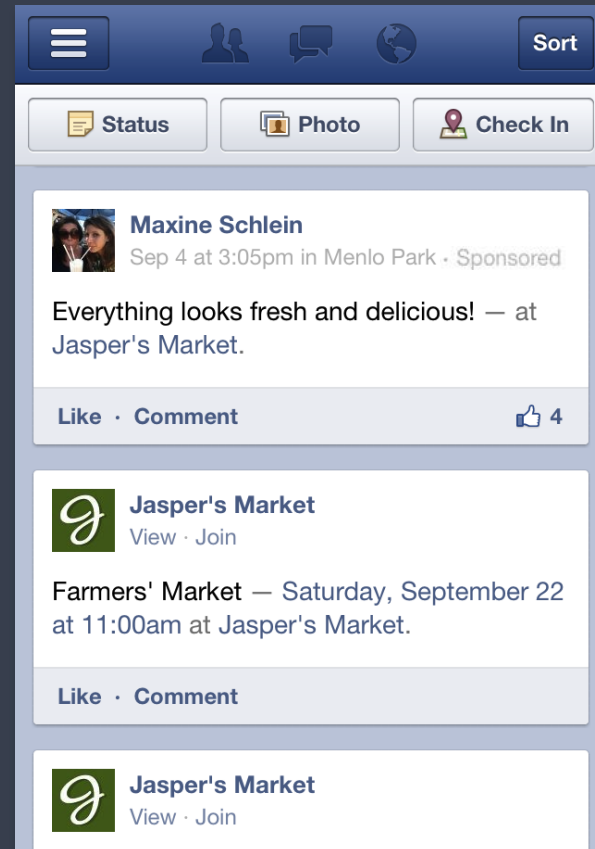 Sort
Status
Photo
Check In
Maxine Schlein
Sep 4 at 3:05pm in Menlo Park · Sponsored
Everything looks fresh and delicious! — at
Jasper's Market.
Like · Comment
4
Jasper's Market
View · Join
Farmers' Market — Saturday, September 22
at 11:00am at Jasper's Market.
Like · Comment
Jasper's Market
View · Join